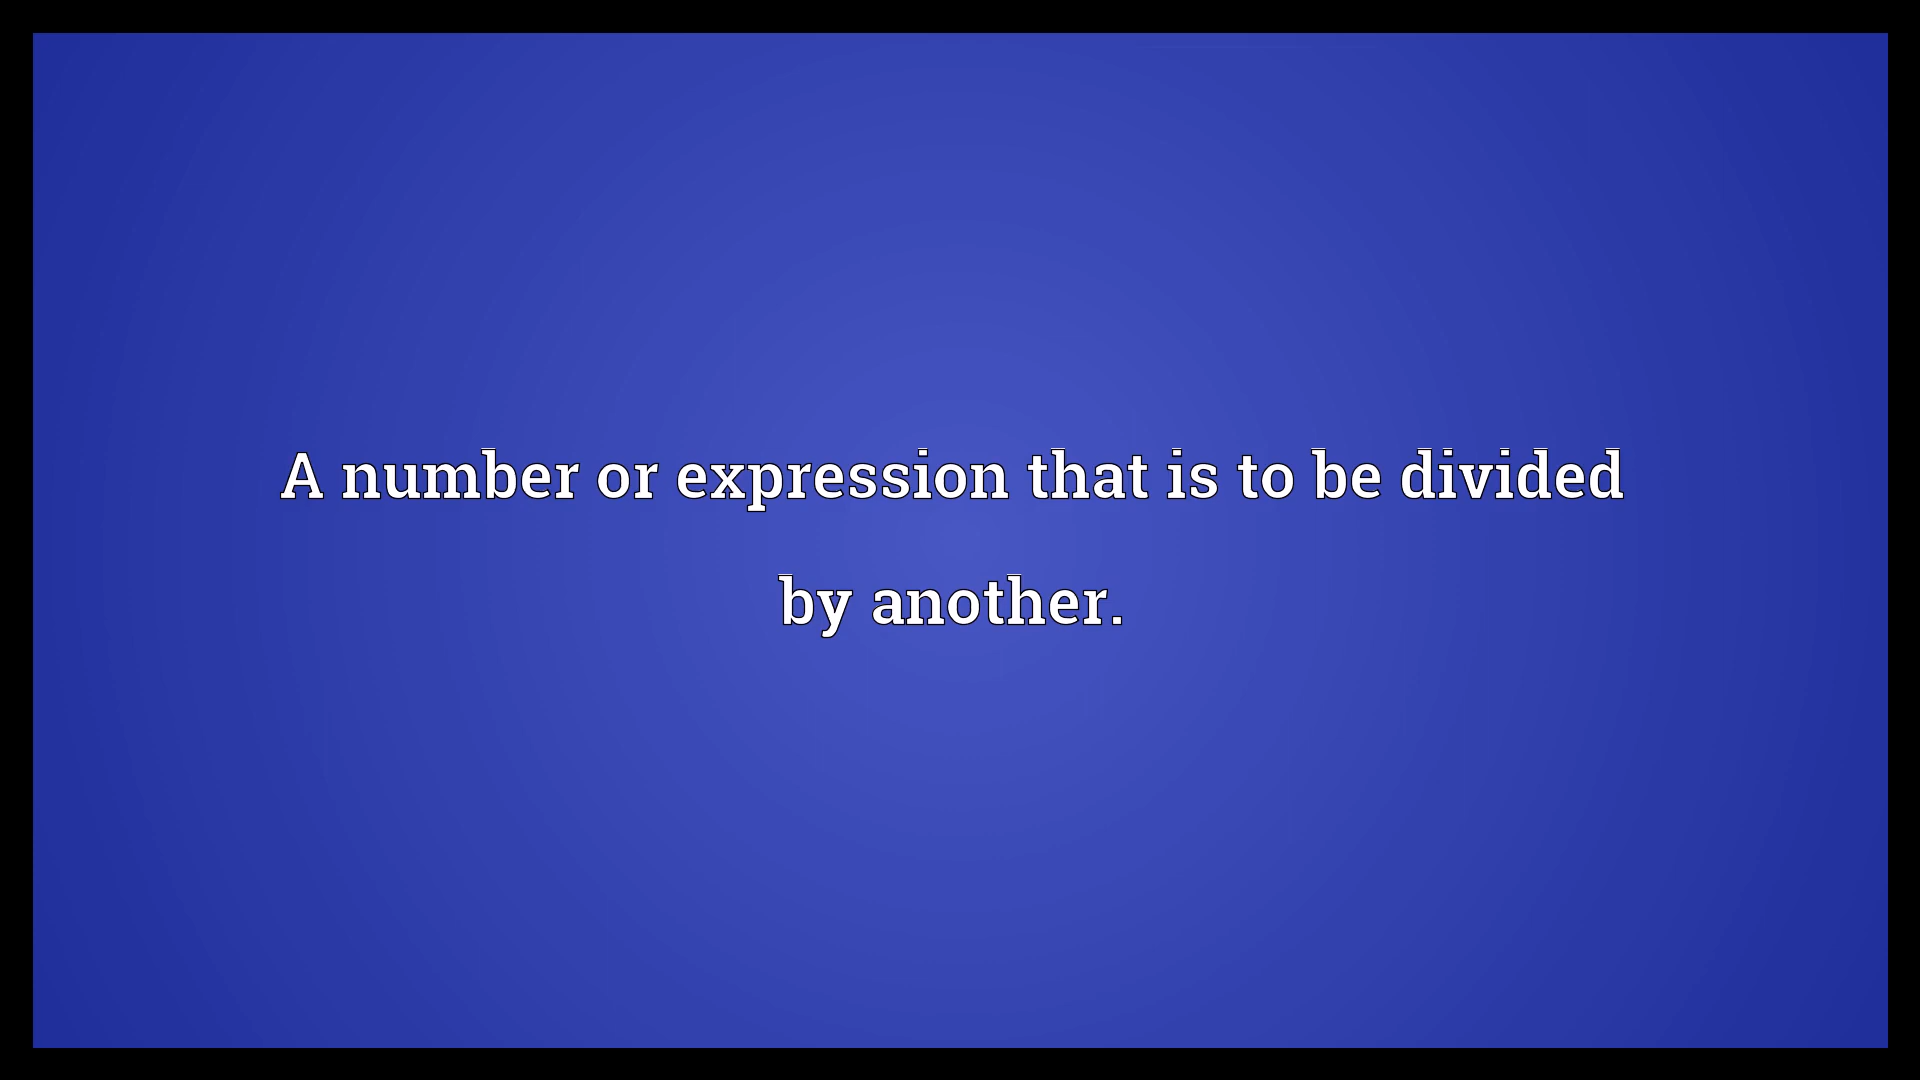 A number or expression that is to be divided
by another.